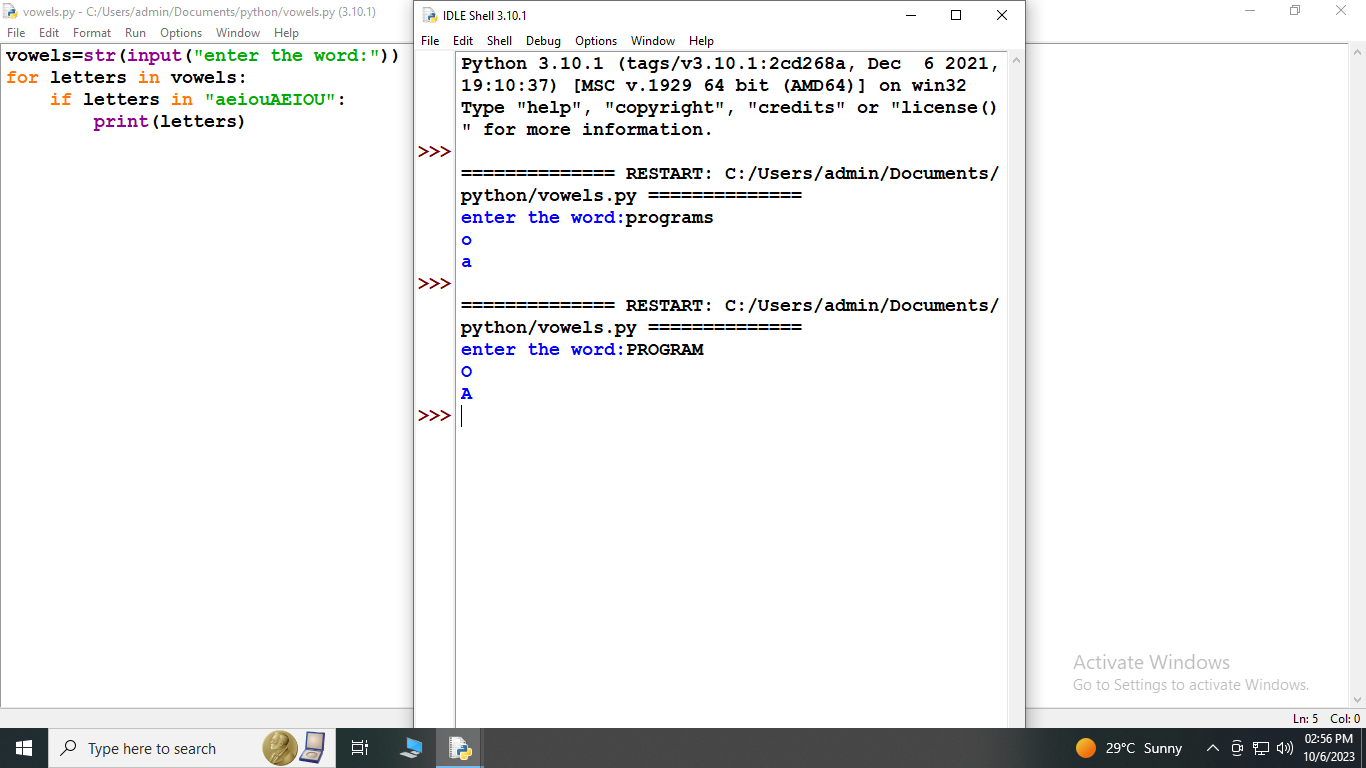 vowels.py - C:/Users/admin/Documents/python/vowels.py (3.10.1)
File Edit Format Run Options Window Help
vowels=str(input("enter the word:"))
for letters in vowels:
    if letters in "aeiouAEIOU":
        print(letters)
IDLE Shell 3.10.1
File Edit Shell Debug Options Window Help
Python 3.10.1 (tags/v3.10.1:2cd268a, Dec  6 2021,
19:10:37) [MSC v.1929 64 bit (AMD64)] on win32
Type "help", "copyright", "credits" or "license()
" for more information.
>>>
============== RESTART: C:/Users/admin/Documents/
python/vowels.py ==============
enter the word:programs
o
a
>>>
============== RESTART: C:/Users/admin/Documents/
python/vowels.py ==============
enter the word:PROGRAM
O
A
>>>
Activate Windows
Go to Settings to activate Windows.
Ln: 5 Col: 0
Type here to search
29°C Sunny
02:56 PM
10/6/2023